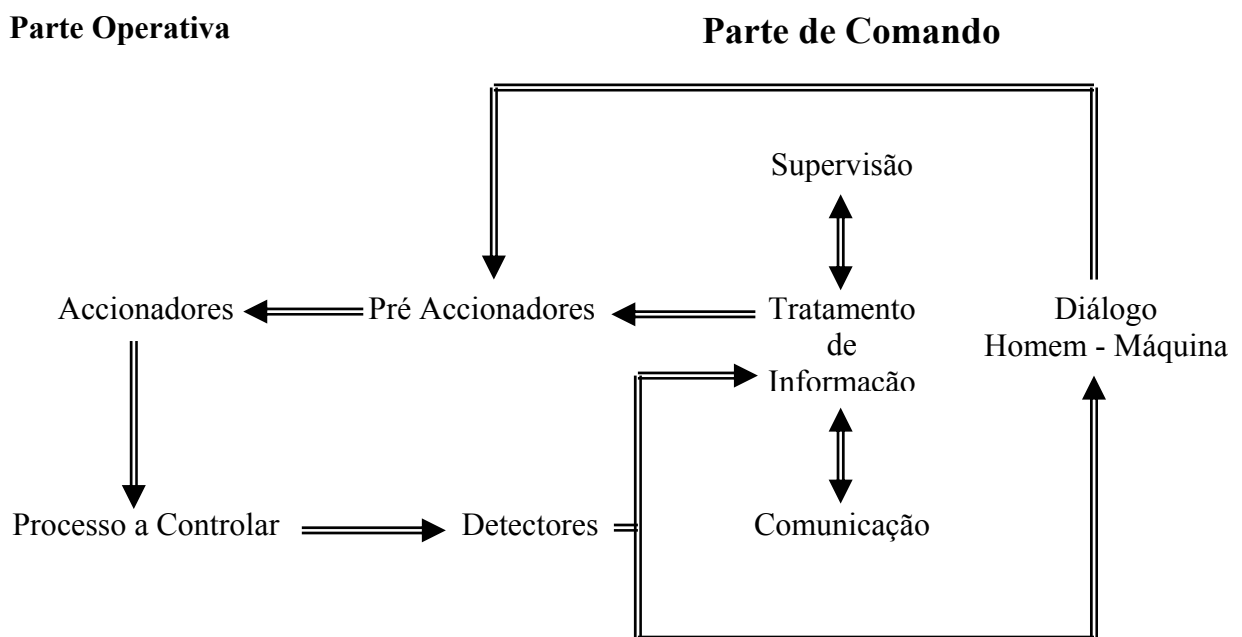 Parte Operativa
Parte de Comando
Supervisão
Accionadores
Pré Accionadores
Tratamento
de
Informação
Diálogo
Homem - Máquina
Processo a Controlar
Detectores
Comunicação